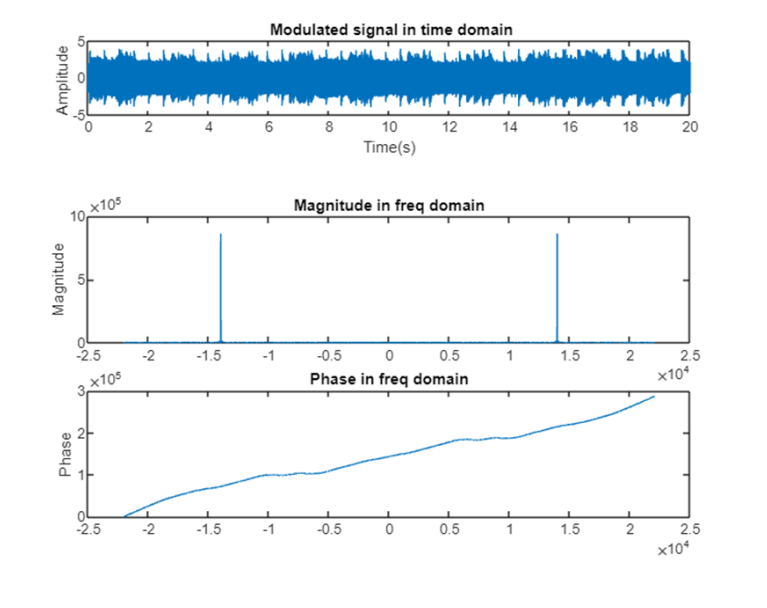 Modulated signal in time domain
Amplitude
5
0
-5
0 2 4 6 8 10 12 14 16 18 20
Time(s)
Magnitude in freq domain
×10⁵
Magnitude
10
5
0
-2.5 -2 -1.5 -1 -0.5 0 0.5 1 1.5 2 2.5
×10⁴
Phase in freq domain
×10⁵
Phase
3
2
1
0
-2.5 -2 -1.5 -1 -0.5 0 0.5 1 1.5 2 2.5
×10⁴